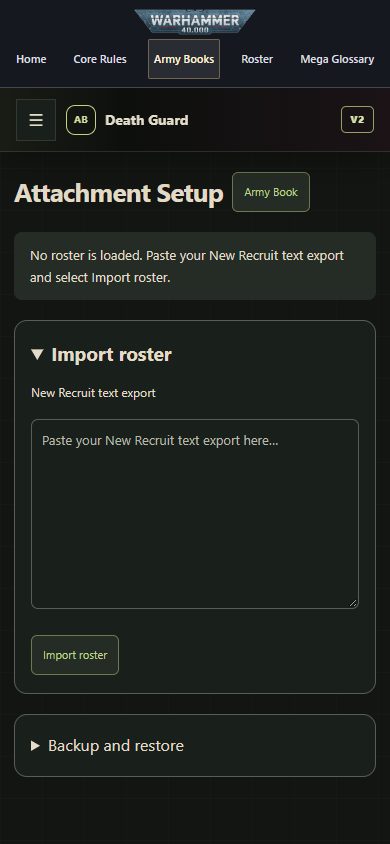 WARHAMMER
40,000
Home
Core Rules
Army Books
Roster
Mega Glossary
AB
Death Guard
V2
Attachment Setup
Army Book
No roster is loaded. Paste your New Recruit text export
and select Import roster.
Import roster
New Recruit text export
Paste your New Recruit text export here...
Import roster
Backup and restore